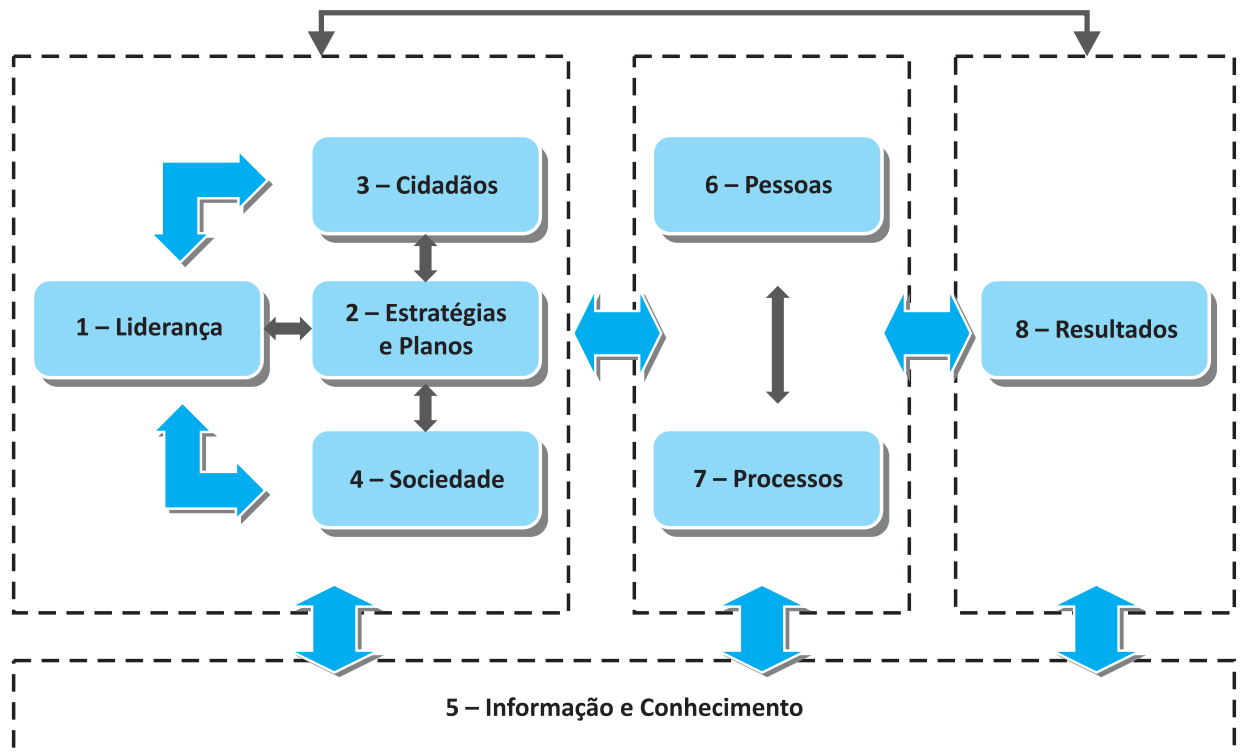 3 – Cidadãos
6 – Pessoas
1 – Liderança
2 – Estratégias
e Planos
8 – Resultados
4 – Sociedade
7 – Processos
5 – Informação e Conhecimento